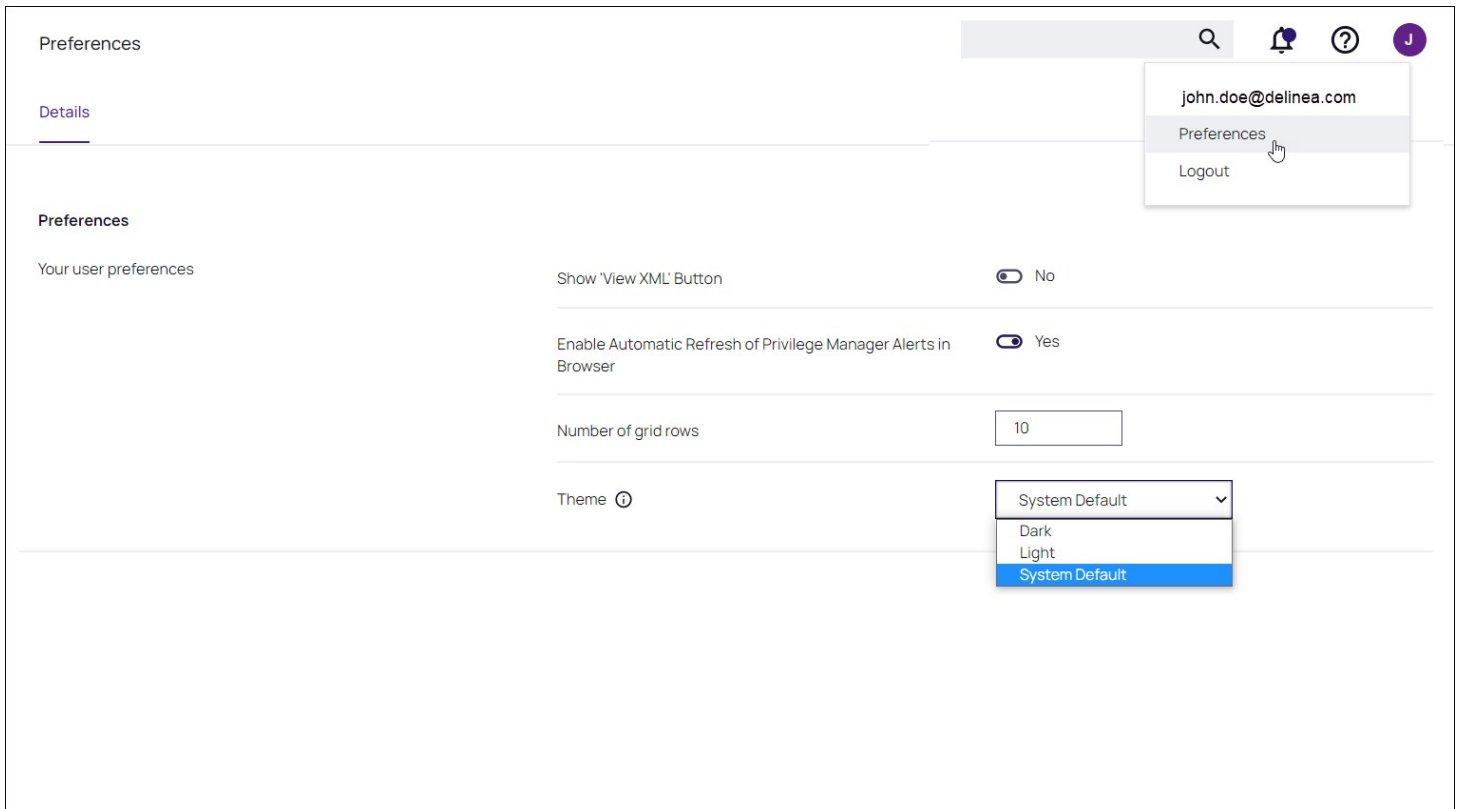 Preferences
J
john.doe@delinea.com
Details
Preferences
Logout
Preferences
Your user preferences
Show 'View XML' Button
No
Enable Automatic Refresh of Privilege Manager Alerts in
Browser
Yes
Number of grid rows
10
Theme
System Default
Dark
Light
System Default